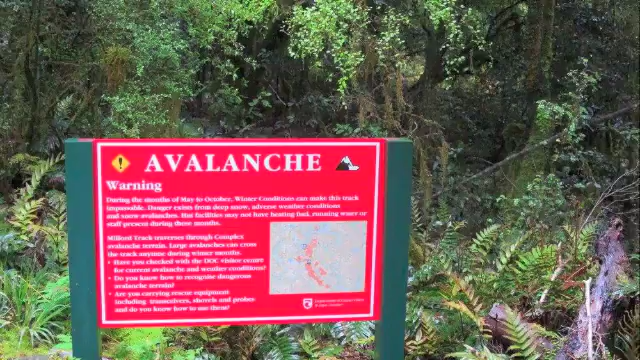 AVALANCHE
Warning
During the months of May to October, Winter Conditions can make this track
impassable. Danger exists from deep snow, adverse weather conditions
and snow avalanches. Hut facilities may not have heating fuel, running water or
staff present during these months.
Milford Track traverses through Complex
avalanche terrain. Large avalanches can cross
the track anytime during winter months.
• Have you checked with the DOC visitor centre
for current avalanche and weather conditions?
• Do you know how to recognise dangerous
avalanche terrain?
• Are you carrying rescue equipment
including transceivers, shovels and probes
and do you know how to use them?